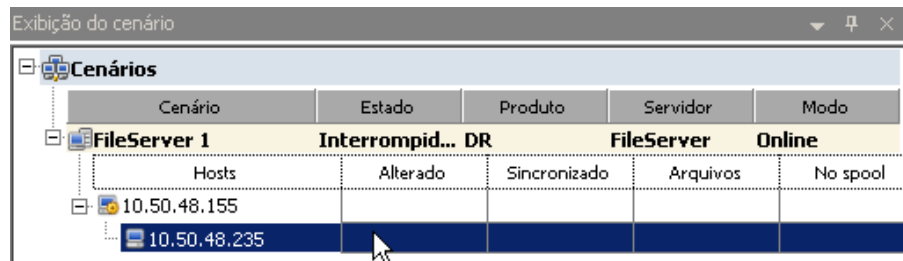 Exibição do cenário
Cenários
Cenário Estado Produto Servidor Modo
FileServer 1 Interrompid... DR FileServer Online
Hosts Alterado Sincronizado Arquivos No spool
10.50.48.155
10.50.48.235